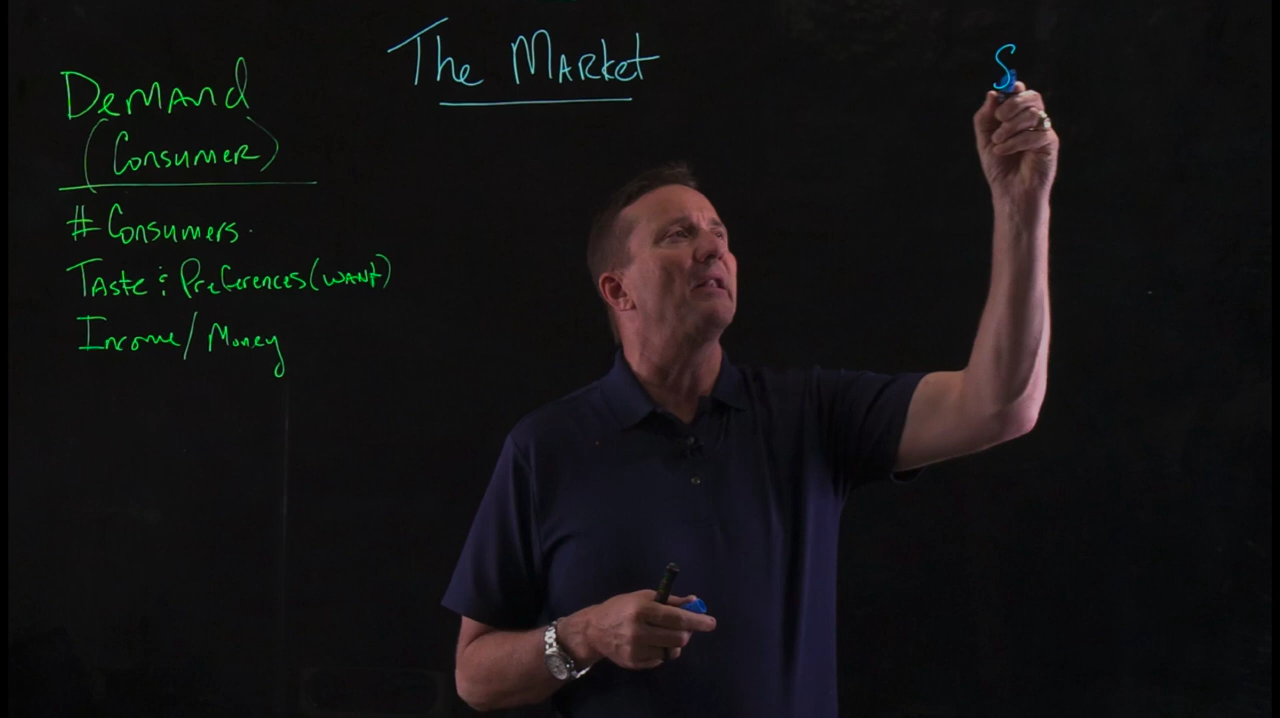 The Market
Demand
(Consumer)
# Consumers.
Taste & Preferences (want)
Income/Money
S